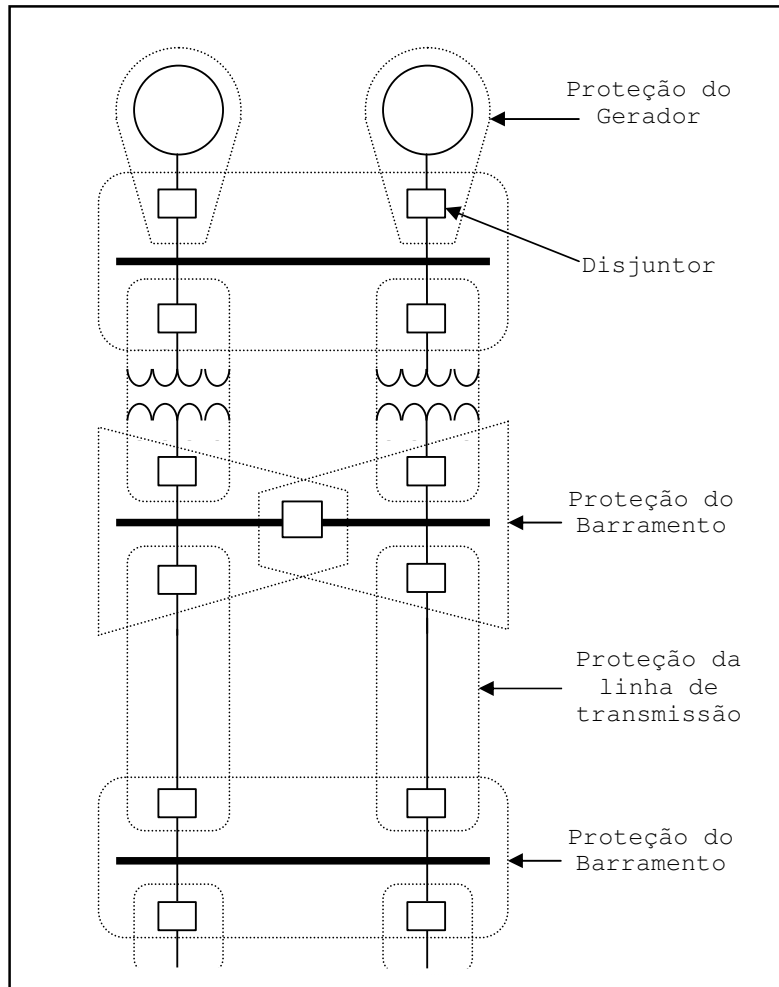 Proteção do
Gerador
Disjuntor
Proteção do
Barramento
Proteção da
linha de
transmissão
Proteção do
Barramento